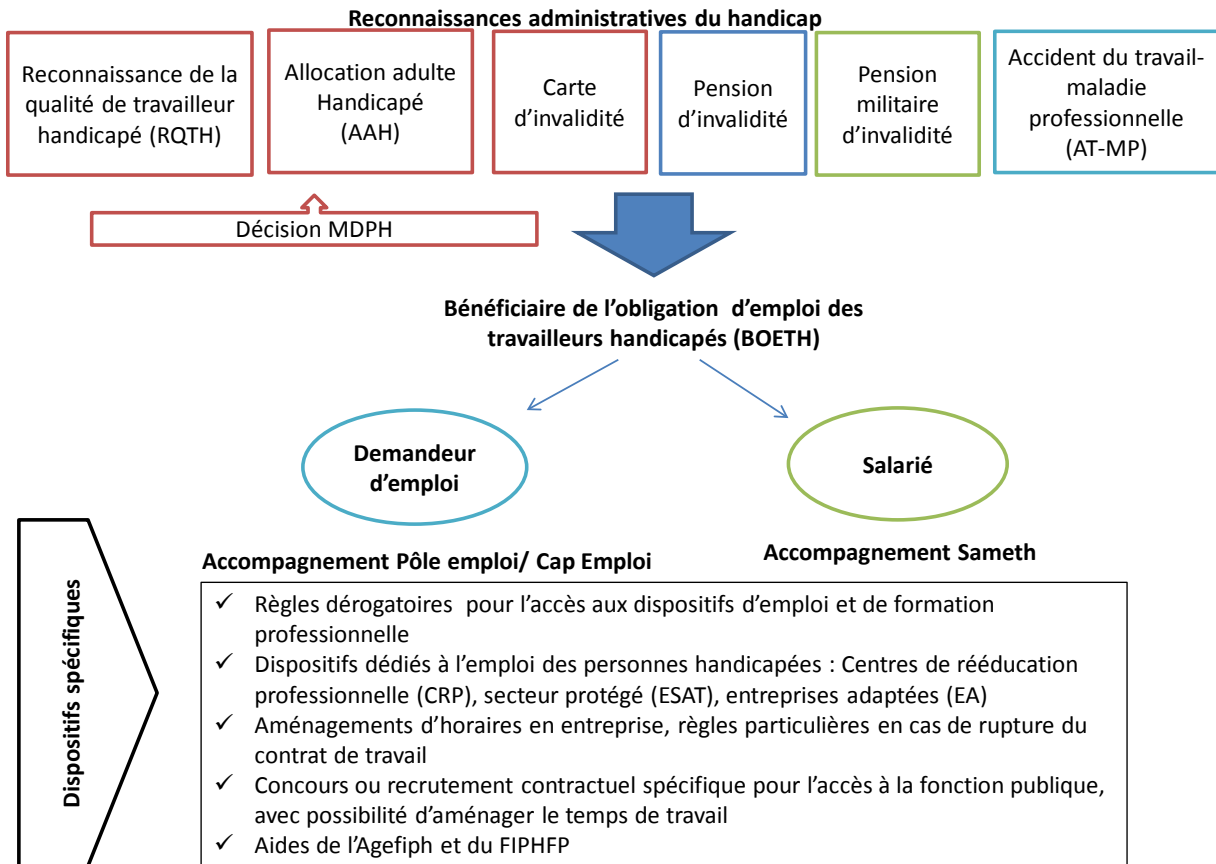 Reconnaissances administratives du handicap
Reconnaissance de la
qualité de travailleur
handicapé (RQTH)
Allocation adulte
Handicapé
(AAH)
Carte
d’invalidité
Pension
d’invalidité
Pension
militaire
d’invalidité
Accident du travail-
maladie
professionnelle
(AT-MP)
Décision MDPH
Bénéficiaire de l’obligation d’emploi des
travailleurs handicapés (BOETH)
Demandeur
d’emploi
Salarié
Accompagnement Pôle emploi/ Cap Emploi
Accompagnement Sameth
Dispositifs spécifiques
✓ Règles dérogatoires pour l’accès aux dispositifs d’emploi et de formation
professionnelle
✓ Dispositifs dédiés à l’emploi des personnes handicapées : Centres de rééducation
professionnelle (CRP), secteur protégé (ESAT), entreprises adaptées (EA)
✓ Aménagements d’horaires en entreprise, règles particulières en cas de rupture du
contrat de travail
✓ Concours ou recrutement contractuel spécifique pour l’accès à la fonction publique,
avec possibilité d’aménager le temps de travail
✓ Aides de l’Agefiph et du FIPHFP